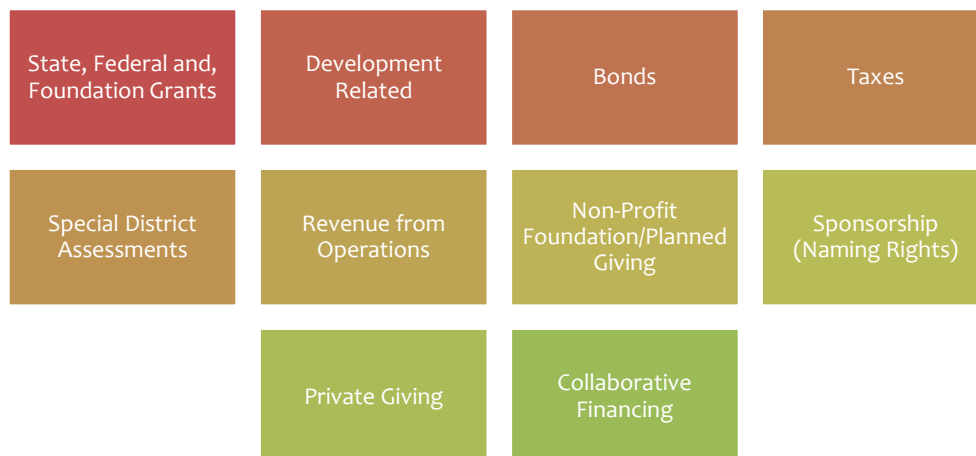 State, Federal and,
Foundation Grants
Development
Related
Bonds
Taxes
Special District
Assessments
Revenue from
Operations
Non-Profit
Foundation/Planned
Giving
Sponsorship
(Naming Rights)
Private Giving
Collaborative
Financing